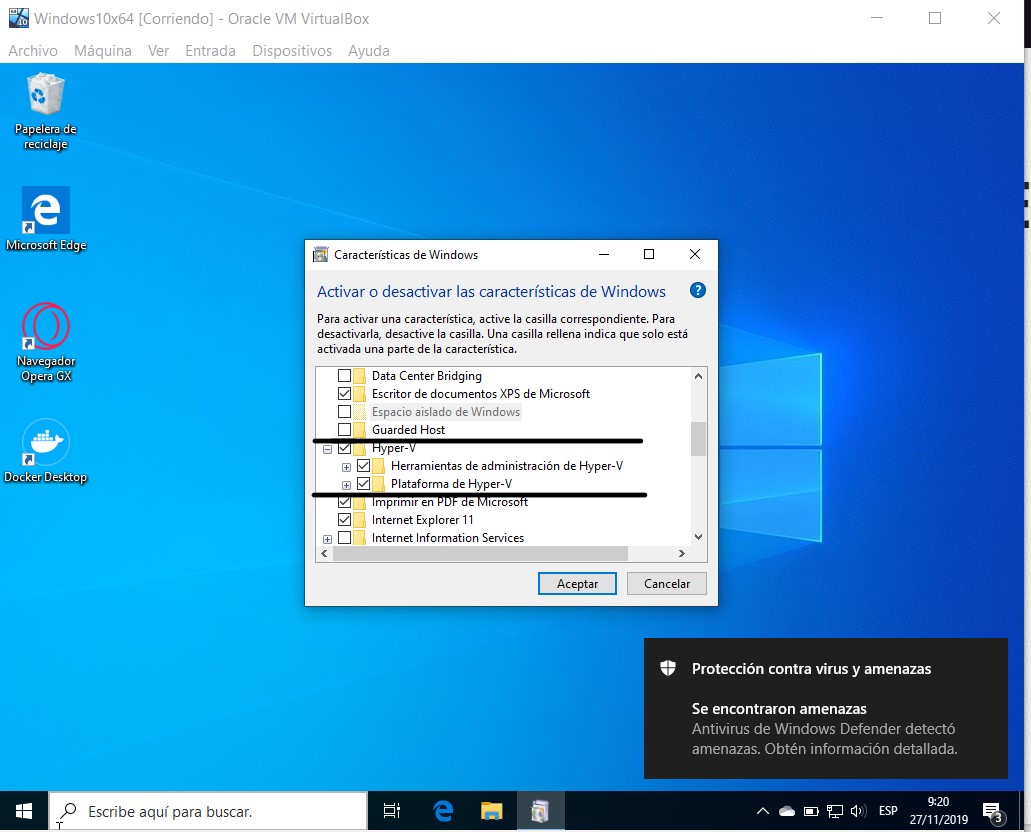 Windows10x64 [Corriendo] - Oracle VM VirtualBox
Archivo Máquina Ver Entrada Dispositivos Ayuda
Papelera de
reciclaje
Microsoft Edge
Navegador
Opera GX
Docker Desktop
Características de Windows
Activar o desactivar las características de Windows
Para activar una característica, active la casilla correspondiente. Para
desactivarla, desactive la casilla. Una casilla rellena indica que solo está
activada una parte de la característica.
Data Center Bridging
Escritor de documentos XPS de Microsoft
Espacio aislado de Windows
Guarded Host
Hyper-V
Herramientas de administración de Hyper-V
Plataforma de Hyper-V
Imprimir en PDF de Microsoft
Internet Explorer 11
Internet Information Services
Aceptar Cancelar
Protección contra virus y amenazas
Se encontraron amenazas
Antivirus de Windows Defender detectó
amenazas. Obtén información detallada.
Escribe aquí para buscar.
ESP
9:20
27/11/2019
3